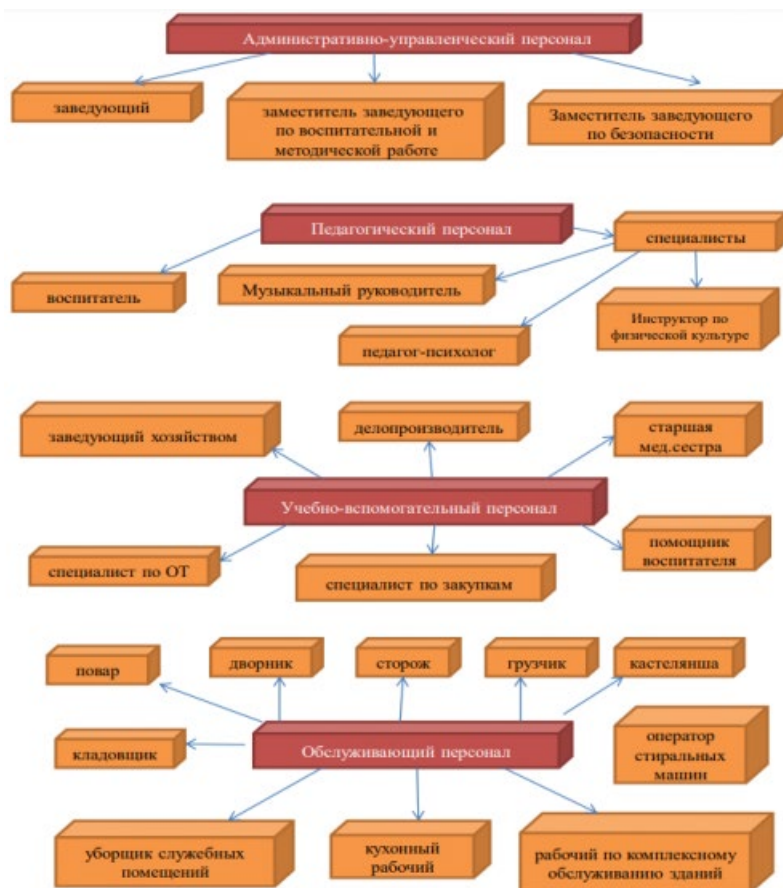 Административно-управленческий персонал
заведующий
заместитель заведующего
по воспитательной и
методической работе
Заместитель заведующего
по безопасности
Педагогический персонал
специалисты
воспитатель
Музыкальный руководитель
Инструктор по
физической культуре
педагог-психолог
заведующий хозяйством
делопроизводитель
старшая
мед.сестра
Учебно-вспомогательный персонал
специалист по ОТ
специалист по закупкам
помощник
воспитателя
повар
дворник
сторож
грузчик
кастелянша
кладовщик
Обслуживающий персонал
оператор
стиральных
машин
уборщик служебных
помещений
кухонный
рабочий
рабочий по комплексному
обслуживанию зданий